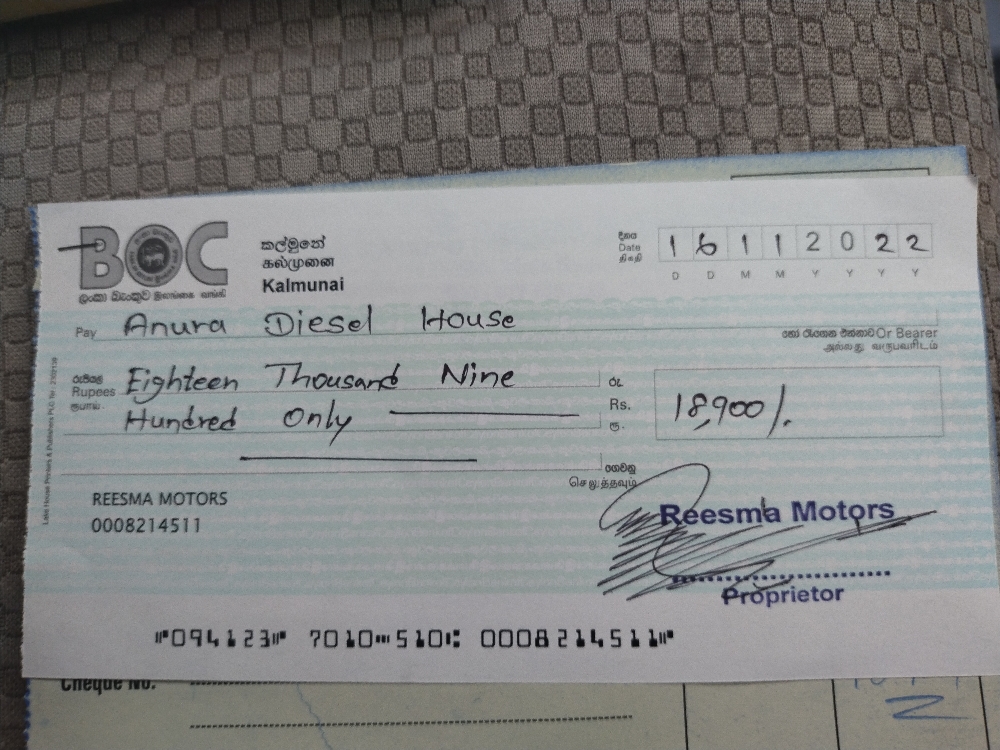 BOC
ලංකා බැංකුව இலங்கை வங்கி
කල්මුනේ
கல்முனை
Kalmunai
දිනය
Date
திகதி
1 6 1 1 2 0 2 2
D D M M Y Y Y Y
Pay Anura Diesel House
හෝ රැගෙන එන්නාට Or Bearer
அல்லது வருபவரிடம்
රුපියල්
Rupees Eighteen Thousand Nine
ரூபாய்
Hundred Only
රු.
Rs. 18,900/.
ரூ.
ගෙවනු
செலுத்தவும்
REESMA MOTORS
0008214511
Reesma Motors
Proprietor
⑈094123⑈ 7010⑉510⑆ 0008214511⑈
Cheque No.